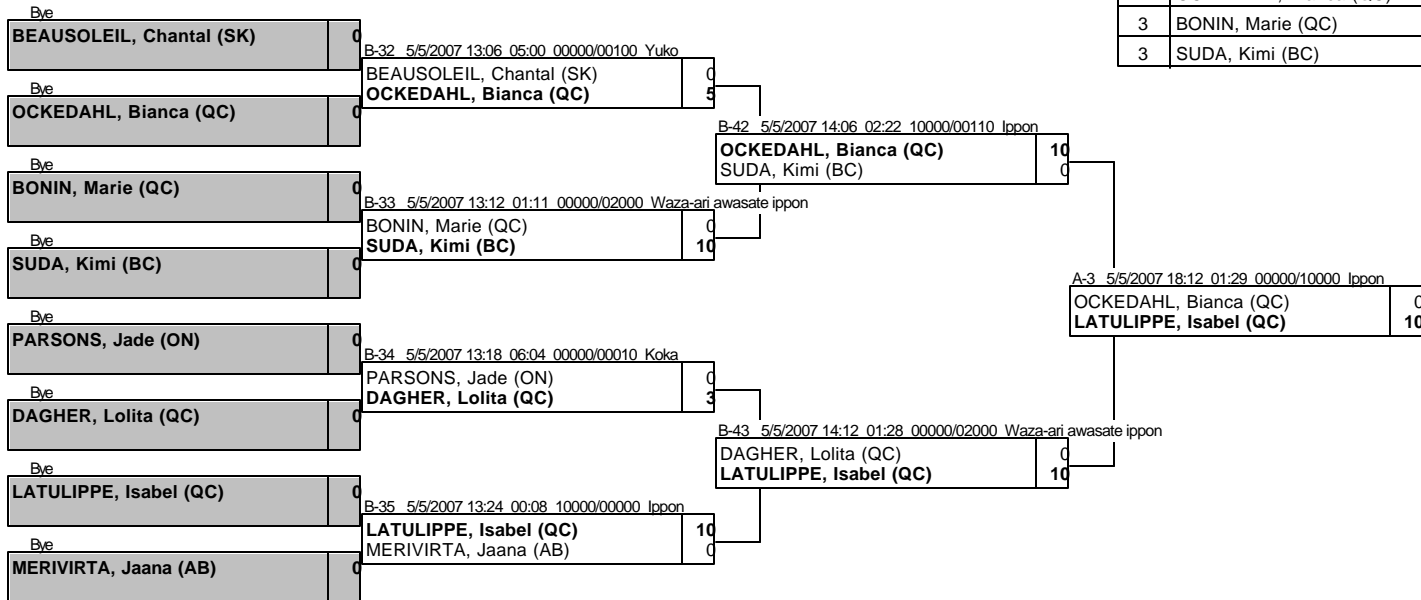 3 BONIN, Marie (QC)
3 SUDA, Kimi (BC)
Bye
BEAUSOLEIL, Chantal (SK) 0
Bye
OCKEDAHL, Bianca (QC) 0
Bye
BONIN, Marie (QC) 0
Bye
SUDA, Kimi (BC) 0
Bye
PARSONS, Jade (ON) 0
Bye
DAGHER, Lolita (QC) 0
Bye
LATULIPPE, Isabel (QC) 0
Bye
MERIVIRTA, Jaana (AB) 0
B-32 5/5/2007 13:06 05:00 00000/00100 Yuko
BEAUSOLEIL, Chantal (SK) 0
OCKEDAHL, Bianca (QC) 5
B-33 5/5/2007 13:12 01:11 00000/02000 Waza-ari awasate ippon
BONIN, Marie (QC) 0
SUDA, Kimi (BC) 10
B-34 5/5/2007 13:18 06:04 00000/00010 Koka
PARSONS, Jade (ON) 0
DAGHER, Lolita (QC) 3
B-35 5/5/2007 13:24 00:08 10000/00000 Ippon
LATULIPPE, Isabel (QC) 10
MERIVIRTA, Jaana (AB) 0
B-42 5/5/2007 14:06 02:22 10000/00110 Ippon
OCKEDAHL, Bianca (QC) 10
SUDA, Kimi (BC) 0
B-43 5/5/2007 14:12 01:28 00000/02000 Waza-ari awasate ippon
DAGHER, Lolita (QC) 0
LATULIPPE, Isabel (QC) 10
A-3 5/5/2007 18:12 01:29 00000/10000 Ippon
OCKEDAHL, Bianca (QC) 0
LATULIPPE, Isabel (QC) 10